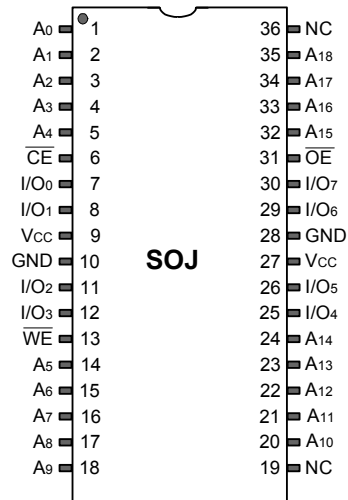 A0 1 36 NC
A1 2 35 A18
A2 3 34 A17
A3 4 33 A16
A4 5 32 A15
C̅E̅ 6 31 O̅E̅
I/O0 7 30 I/O7
I/O1 8 29 I/O6
VCC 9 28 GND
GND 10 SOJ 27 VCC
I/O2 11 26 I/O5
I/O3 12 25 I/O4
W̅E̅ 13 24 A14
A5 14 23 A13
A6 15 22 A12
A7 16 21 A11
A8 17 20 A10
A9 18 19 NC